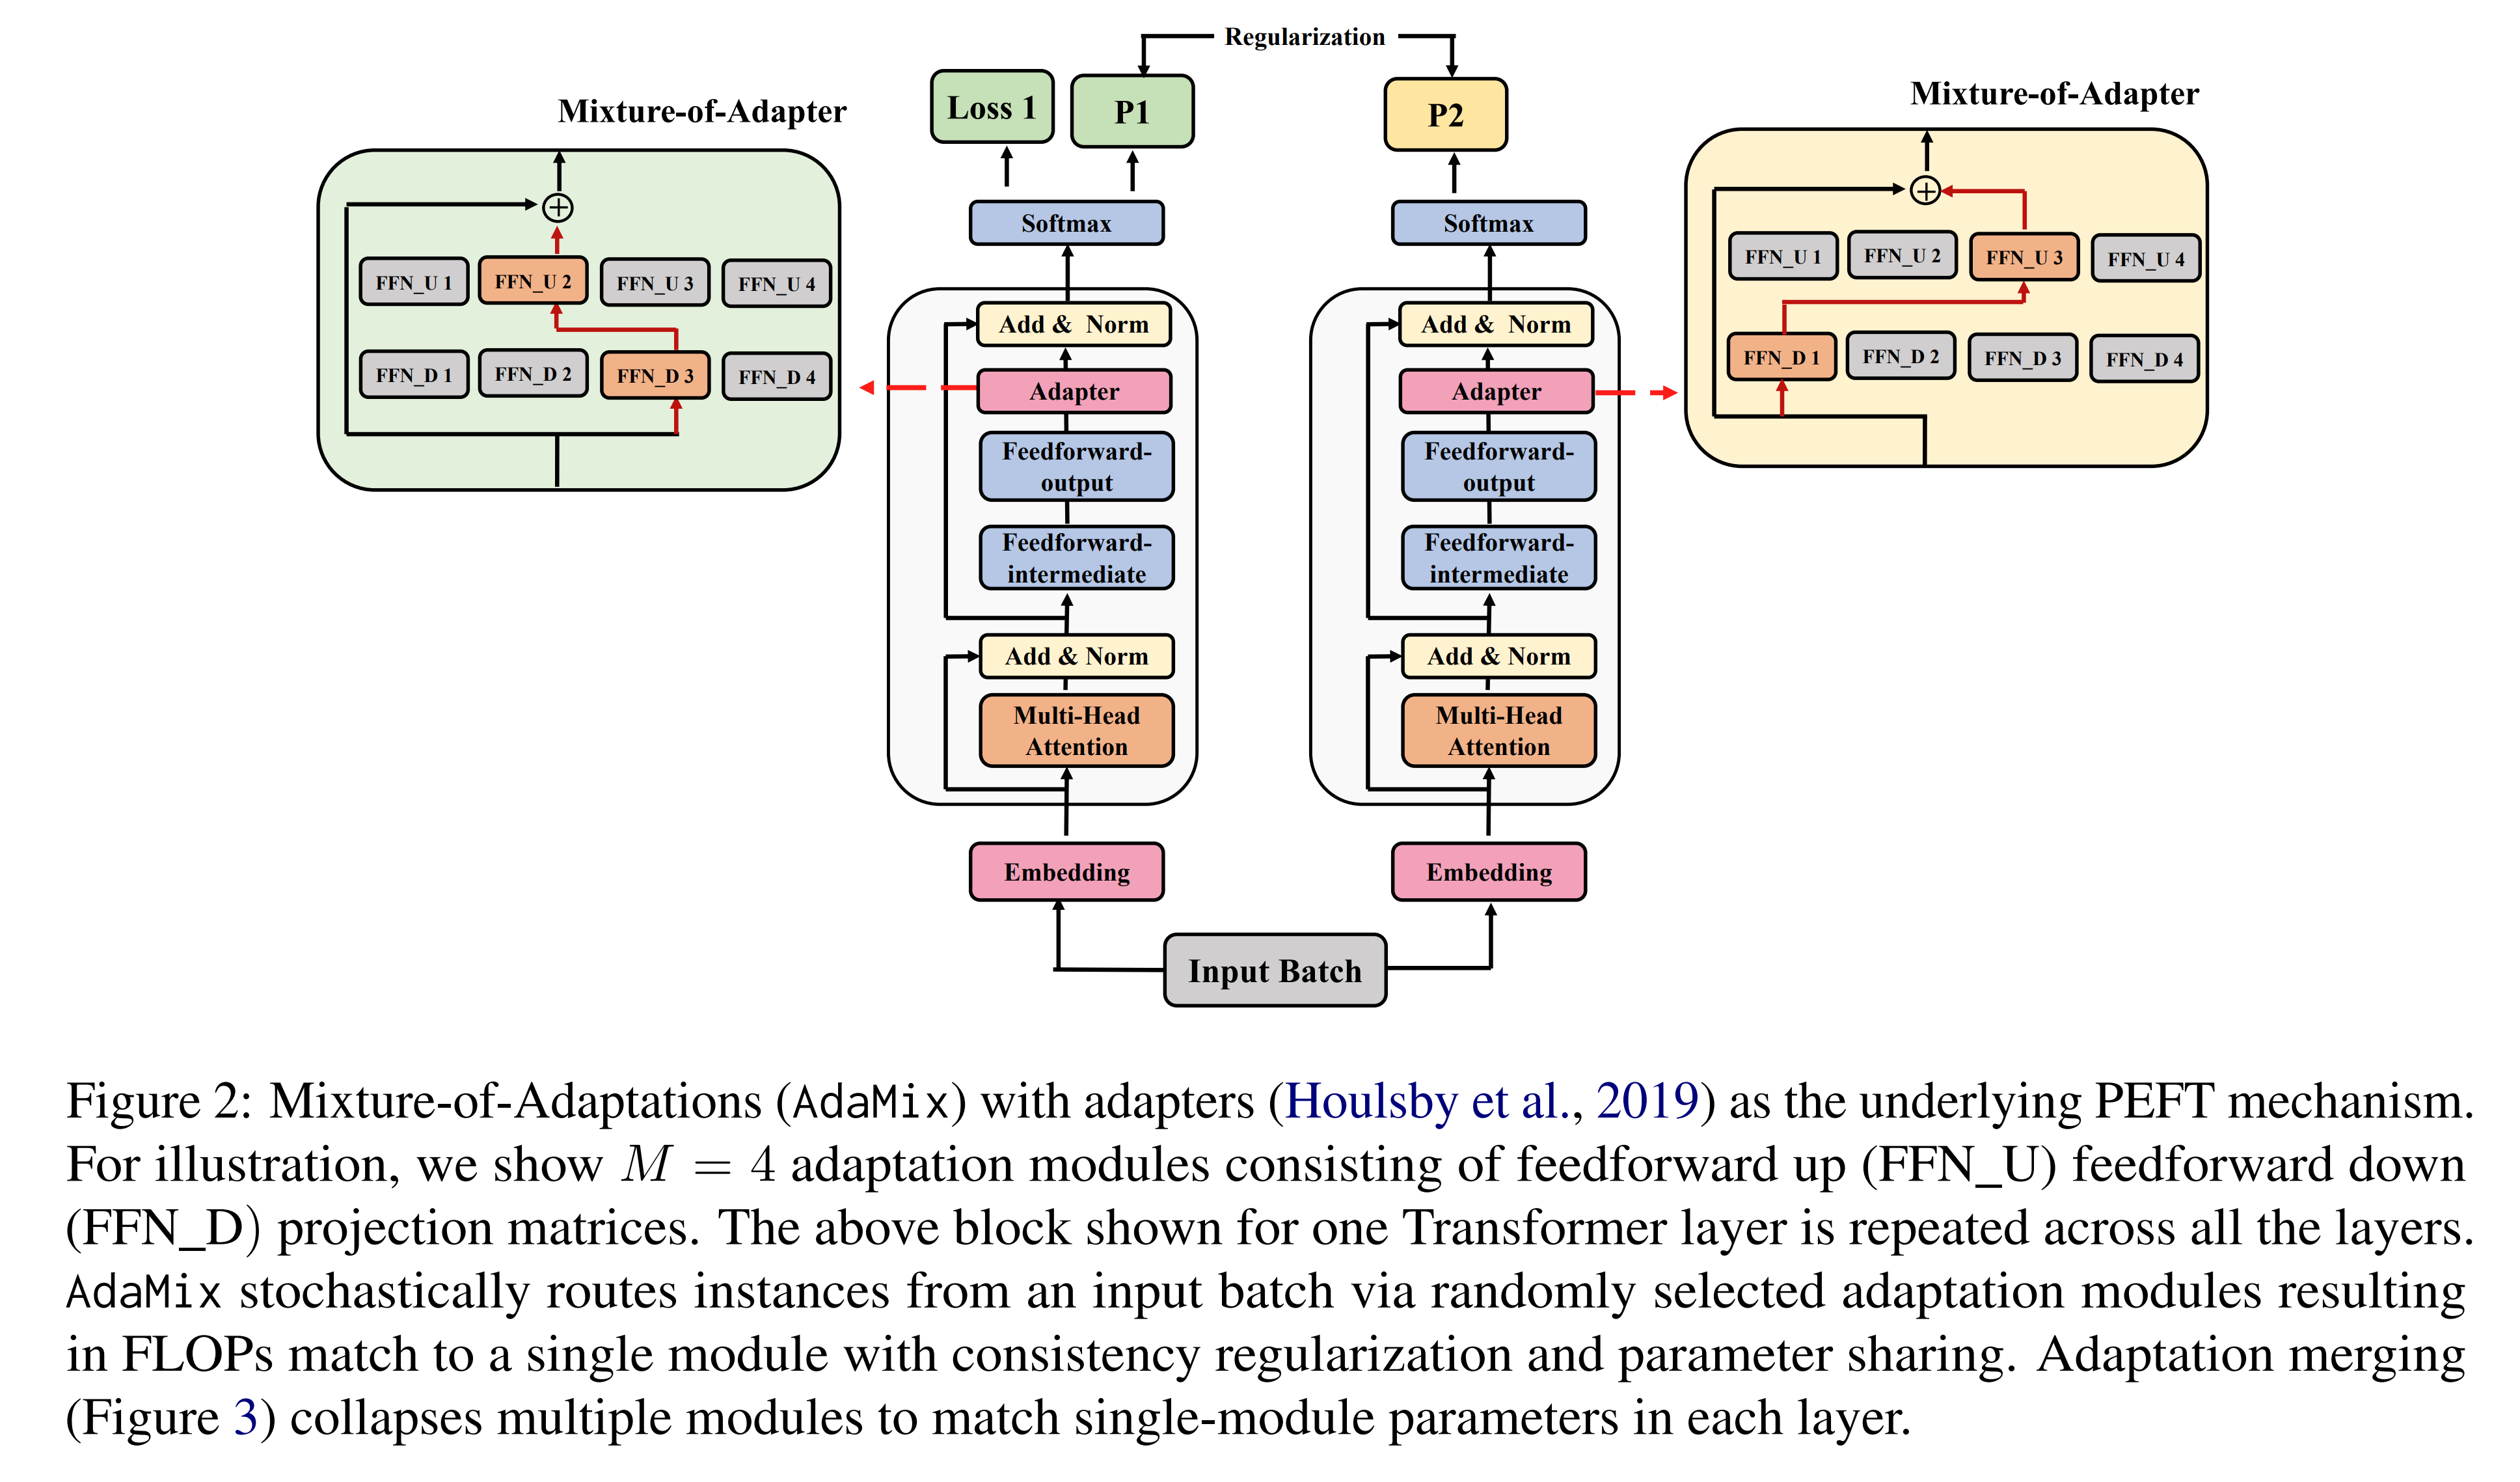 Regularization
Mixture-of-Adapter
Loss 1
P1
P2
Mixture-of-Adapter
Softmax
Softmax
FFN_U 1
FFN_U 2
FFN_U 3
FFN_U 4
FFN_D 1
FFN_D 2
FFN_D 3
FFN_D 4
Add & Norm
Adapter
Feedforward-
output
Feedforward-
intermediate
Add & Norm
Multi-Head
Attention
Embedding
Add & Norm
Adapter
Feedforward-
output
Feedforward-
intermediate
Add & Norm
Multi-Head
Attention
Embedding
FFN_U 1
FFN_U 2
FFN_U 3
FFN_U 4
FFN_D 1
FFN_D 2
FFN_D 3
FFN_D 4
Input Batch
Figure 2: Mixture-of-Adaptations (AdaMix) with adapters (Houlsby et al., 2019) as the underlying PEFT mechanism.
For illustration, we show M = 4 adaptation modules consisting of feedforward up (FFN_U) feedforward down
(FFN_D) projection matrices. The above block shown for one Transformer layer is repeated across all the layers.
AdaMix stochastically routes instances from an input batch via randomly selected adaptation modules resulting
in FLOPs match to a single module with consistency regularization and parameter sharing. Adaptation merging
(Figure 3) collapses multiple modules to match single-module parameters in each layer.